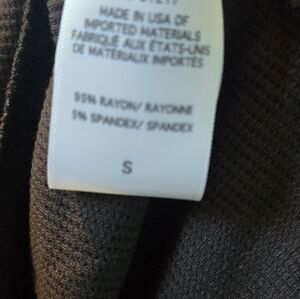 MADE IN USA OF
IMPORTED MATERIALS
FABRIQUÉ AUX ÉTATS-UNIS
DE MATÉRIAUX IMPORTÉS
95% RAYON/ RAYONNE
5% SPANDEX/ SPANDEX
S